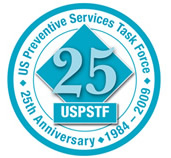 US Preventive Services Task Force
25
USPSTF
25th Anniversary ◆ 1984 – 2009